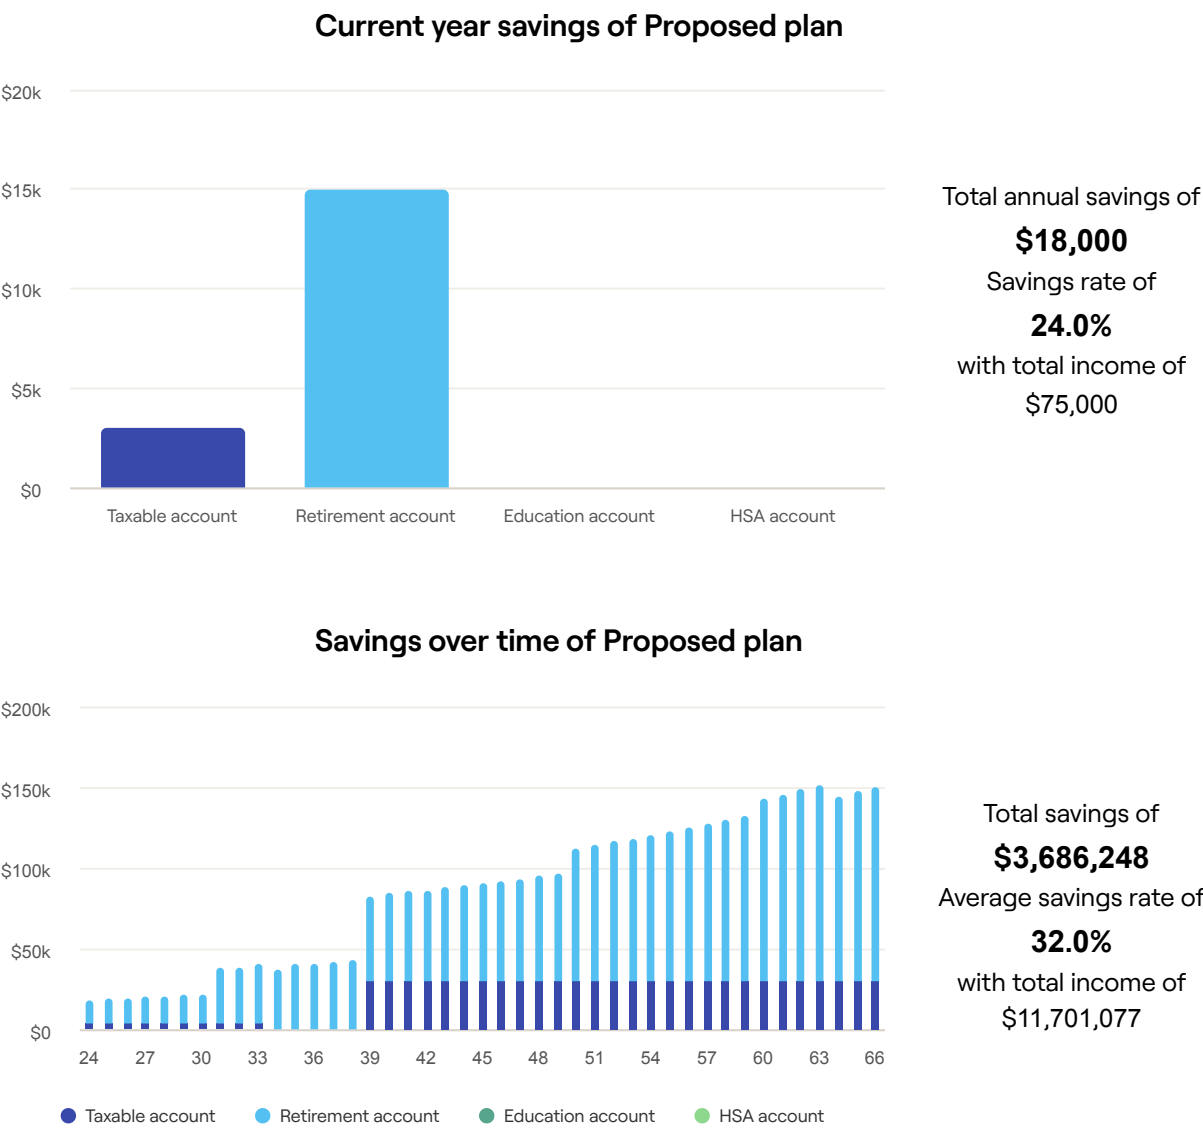 Current year savings of Proposed plan
$20k
$15k
$10k
$5k
$0
Taxable account
Retirement account
Education account
HSA account
Total annual savings of
$18,000
Savings rate of
24.0%
with total income of
$75,000
Savings over time of Proposed plan
$200k
$150k
$100k
$50k
$0
24 27 30 33 36 39 42 45 48 51 54 57 60 63 66
Taxable account
Retirement account
Education account
HSA account
Total savings of
$3,686,248
Average savings rate of
32.0%
with total income of
$11,701,077